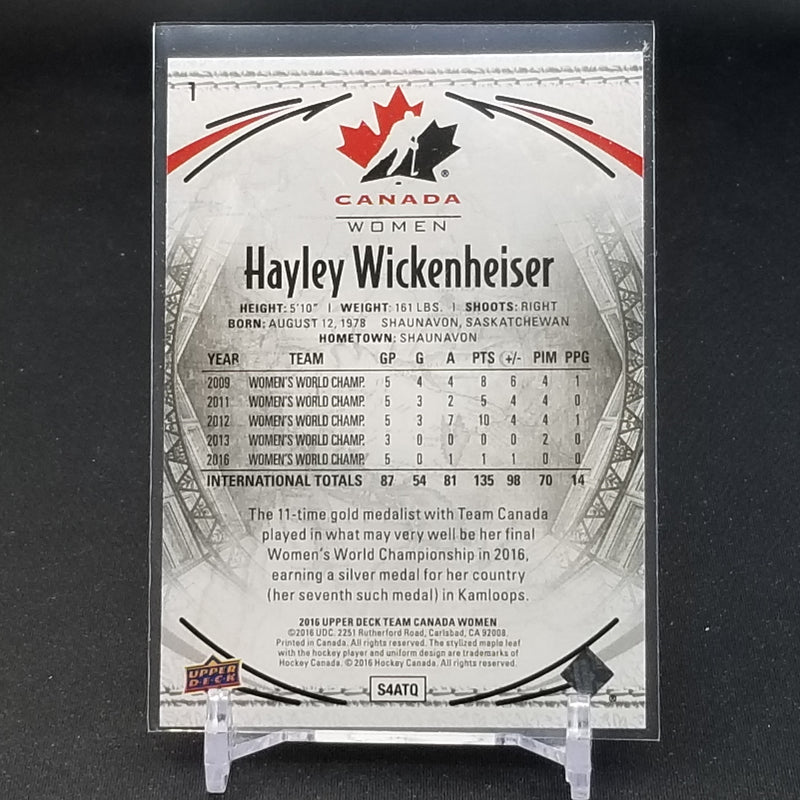 1
®
CANADA
WOMEN
Hayley Wickenheiser
HEIGHT: 5'10" | WEIGHT: 161 LBS. | SHOOTS: RIGHT
BORN: AUGUST 12, 1978 SHAUNAVON, SASKATCHEWAN
HOMETOWN: SHAUNAVON
YEAR TEAM GP G A PTS +/- PIM PPG
2009 WOMEN'S WORLD CHAMP. 5 4 4 8 6 4 1
2011 WOMEN'S WORLD CHAMP. 5 3 2 5 4 4 0
2012 WOMEN'S WORLD CHAMP. 5 3 7 10 4 4 1
2013 WOMEN'S WORLD CHAMP. 3 0 0 0 0 2 0
2016 WOMEN'S WORLD CHAMP. 5 0 1 1 1 0 0
INTERNATIONAL TOTALS 87 54 81 135 98 70 14
The 11-time gold medalist with Team Canada
played in what may very well be her final
Women's World Championship in 2016,
earning a silver medal for her country
(her seventh such medal) in Kamloops.
2016 UPPER DECK TEAM CANADA WOMEN
©2016 UDC. 2251 Rutherford Road, Carlsbad, CA 92008.
Printed in Canada. All rights reserved. The stylized maple leaf
with the hockey player and uniform design are trademarks of
Hockey Canada. © 2016 Hockey Canada. All rights reserved.
UPPER
DECK
S4ATQ